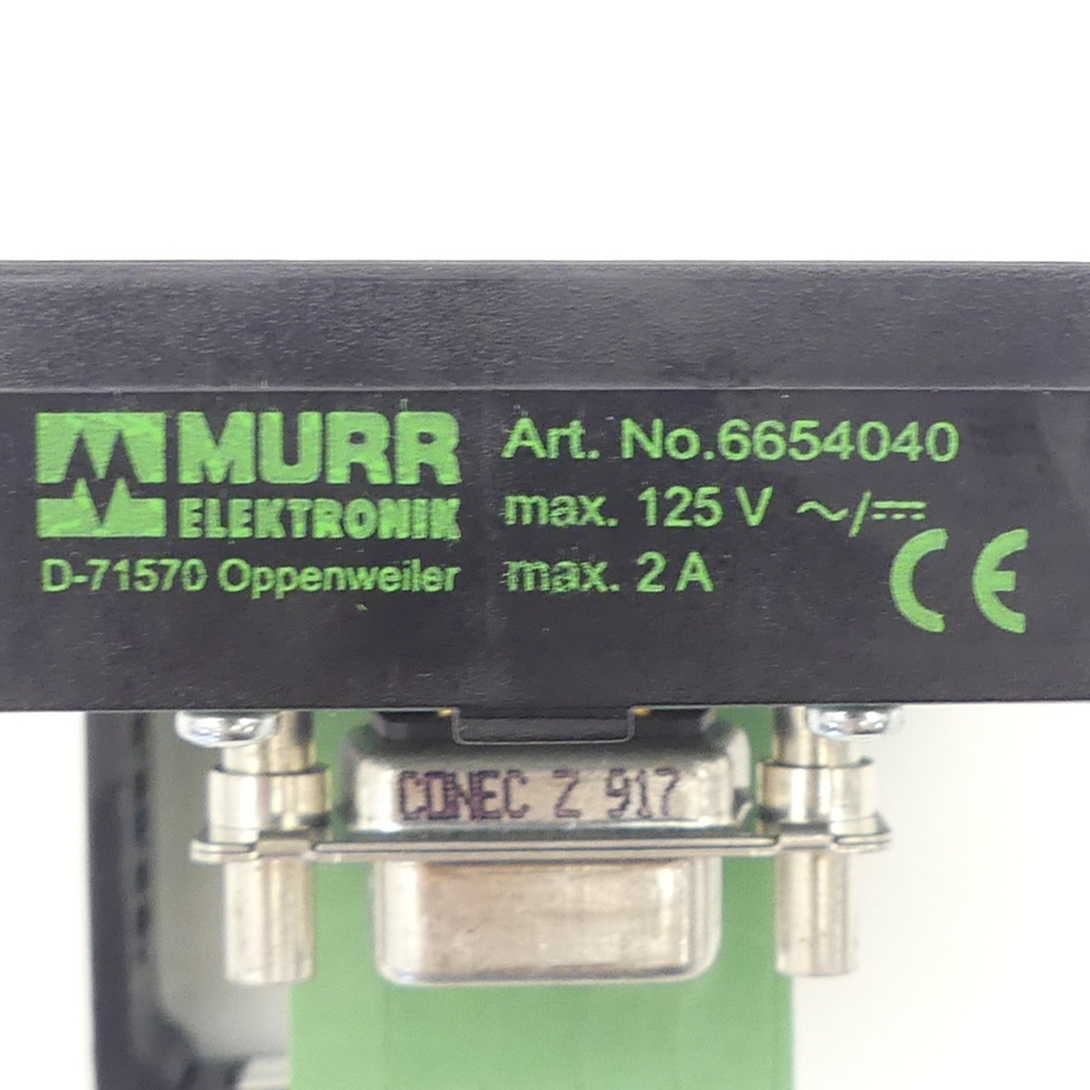 MURR
ELEKTRONIK
D-71570 Oppenweiler
Art. No.6654040
max. 125 V ~/⎓
max. 2 A
CE
CONEC Z 917